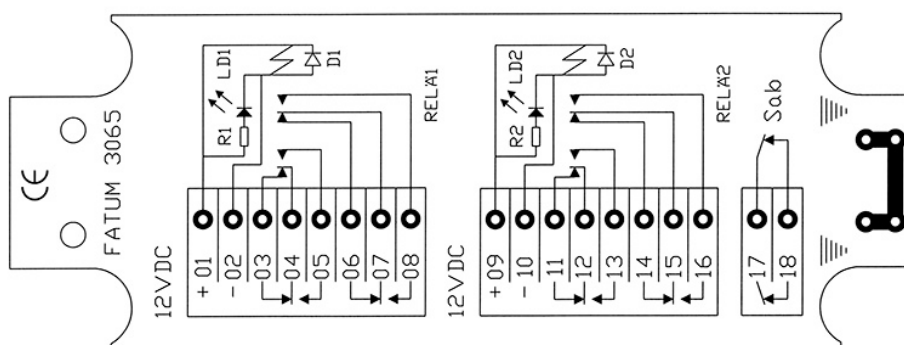 CE
FATUM 3065
LD1
D1
R1
RELÄ1
12VDC
+ 01
- 02
03
04
05
06
07
08
LD2
D2
R2
RELÄ2
12VDC
+ 09
- 10
11
12
13
14
15
16
Sab
17
18